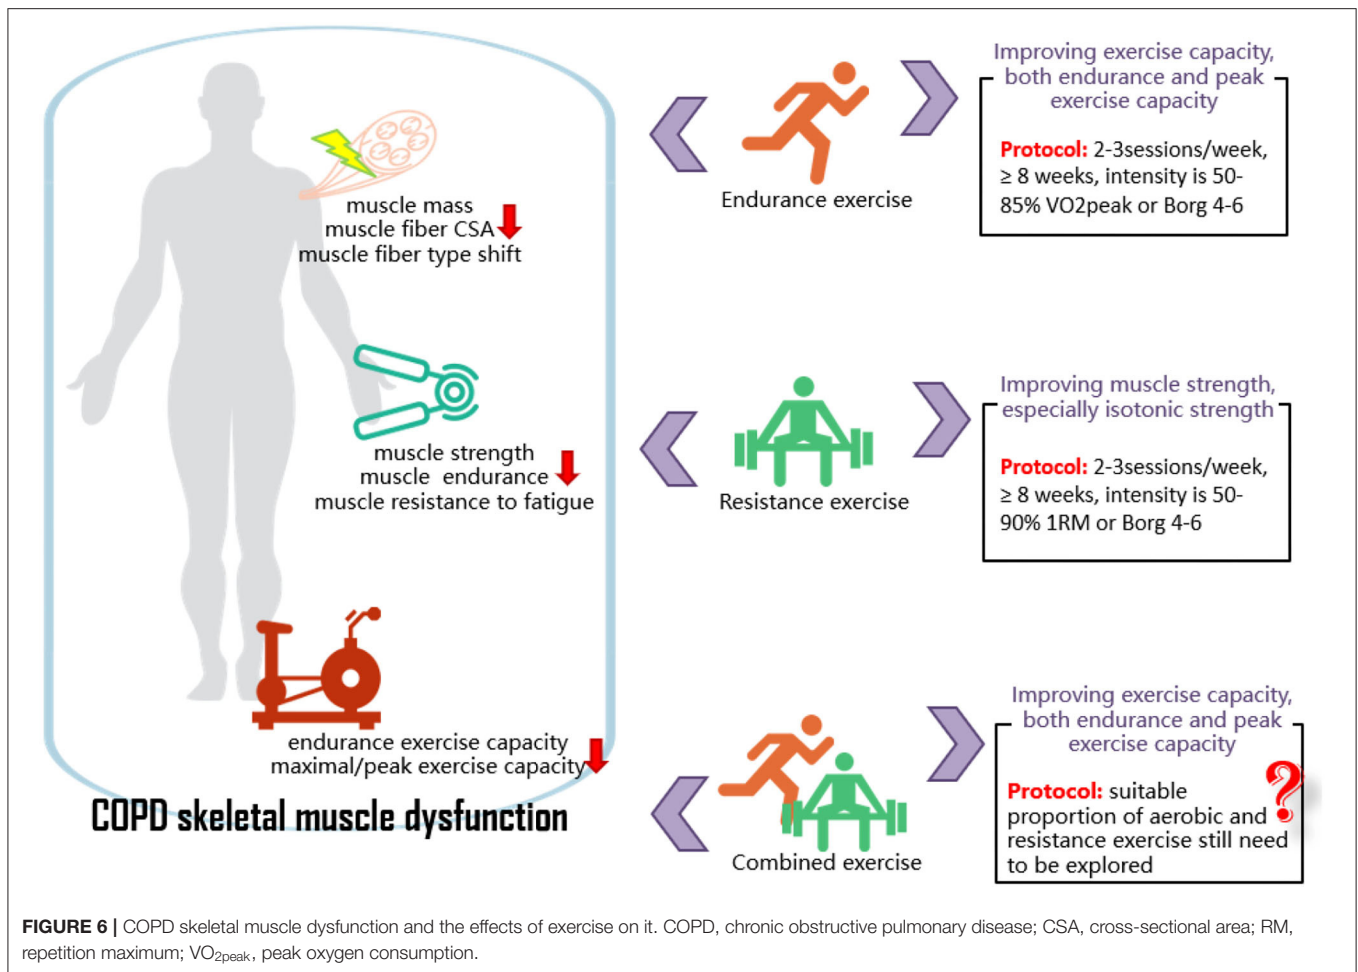 muscle mass
muscle fiber CSA
muscle fiber type shift
muscle strength
muscle endurance
muscle resistance to fatigue
endurance exercise capacity
maximal/peak exercise capacity
COPD skeletal muscle dysfunction
Endurance exercise
Improving exercise capacity,
both endurance and peak
exercise capacity
Protocol: 2-3sessions/week,
≥ 8 weeks, intensity is 50-
85% VO2peak or Borg 4-6
Resistance exercise
Improving muscle strength,
especially isotonic strength
Protocol: 2-3sessions/week,
≥ 8 weeks, intensity is 50-
90% 1RM or Borg 4-6
Combined exercise
Improving exercise capacity,
both endurance and peak
exercise capacity
Protocol: suitable
proportion of aerobic and
resistance exercise still need
to be explored
?
FIGURE 6 | COPD skeletal muscle dysfunction and the effects of exercise on it. COPD, chronic obstructive pulmonary disease; CSA, cross-sectional area; RM,
repetition maximum; VO2peak, peak oxygen consumption.